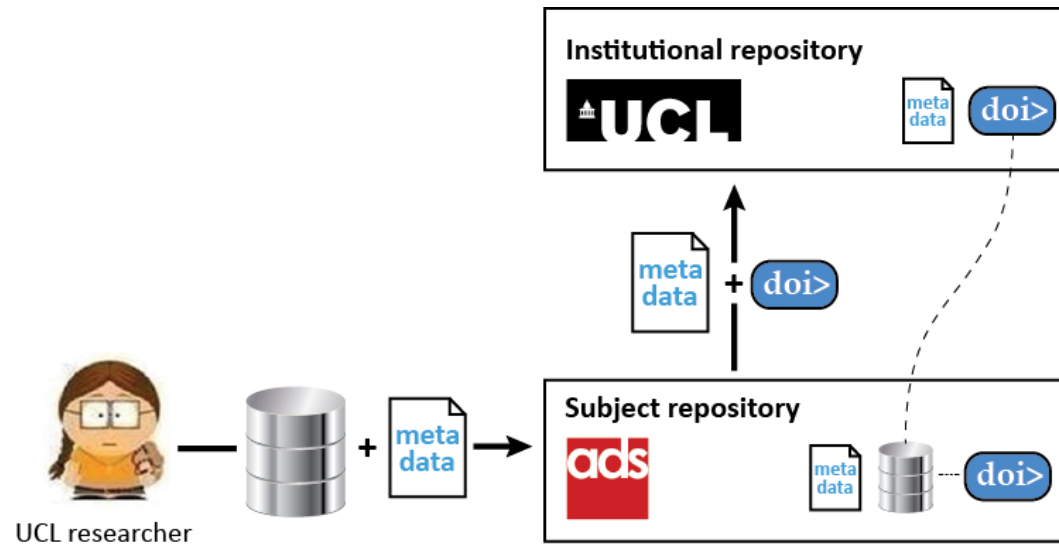 Institutional repository
UCL
meta
data
doi>
meta
data
+
doi>
UCL researcher
+
meta
data
Subject repository
ads
meta
data
doi>